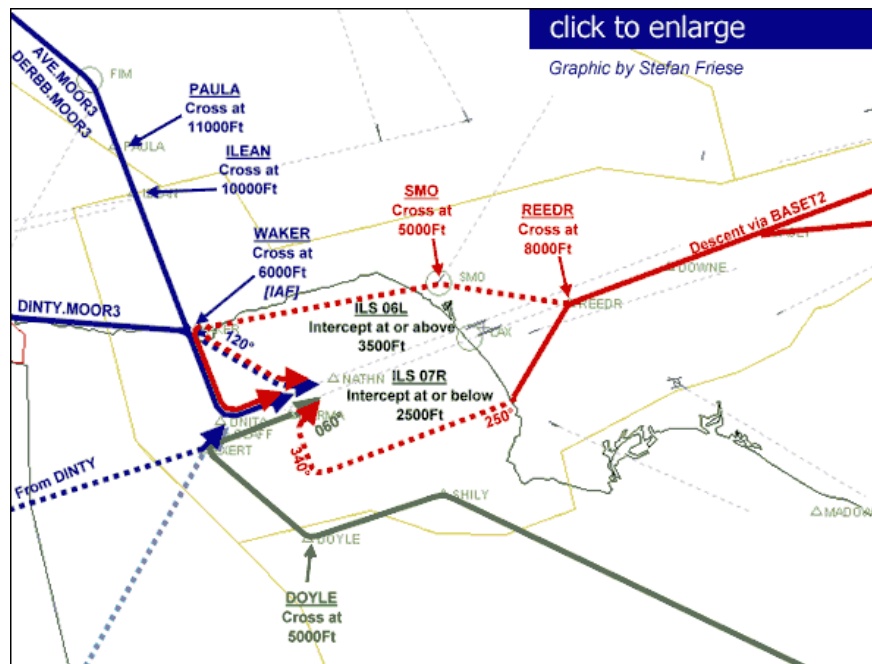 click to enlarge
Graphic by Stefan Friese
AVE.MOOR3
DERBB.MOOR3
FIM
PAULA
Cross at
11000Ft
PAULA
ILEAN
Cross at
10000Ft
WAKER
Cross at
6000Ft
[IAF]
SMO
Cross at
5000Ft
REEDR
Cross at
8000Ft
Descent via BASET2
DOWNE
SMO
REEDR
DINTY.MOOR3
120°
ILS 06L
Intercept at or above
3500Ft
LAX
NATHN
ILS 07R
Intercept at or below
2500Ft
060°
250°
340°
From DINTY
SHILY
MADOW
DOYLE
DOYLE
Cross at
5000Ft